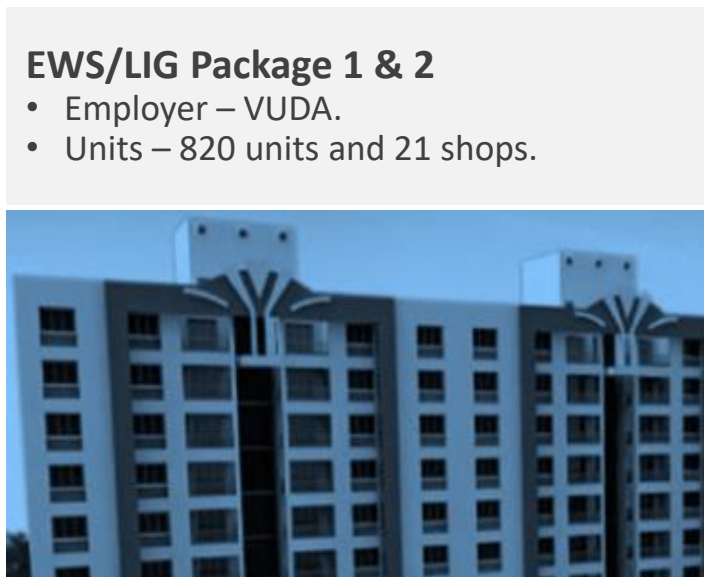 EWS/LIG Package 1 & 2
• Employer – VUDA.
• Units – 820 units and 21 shops.